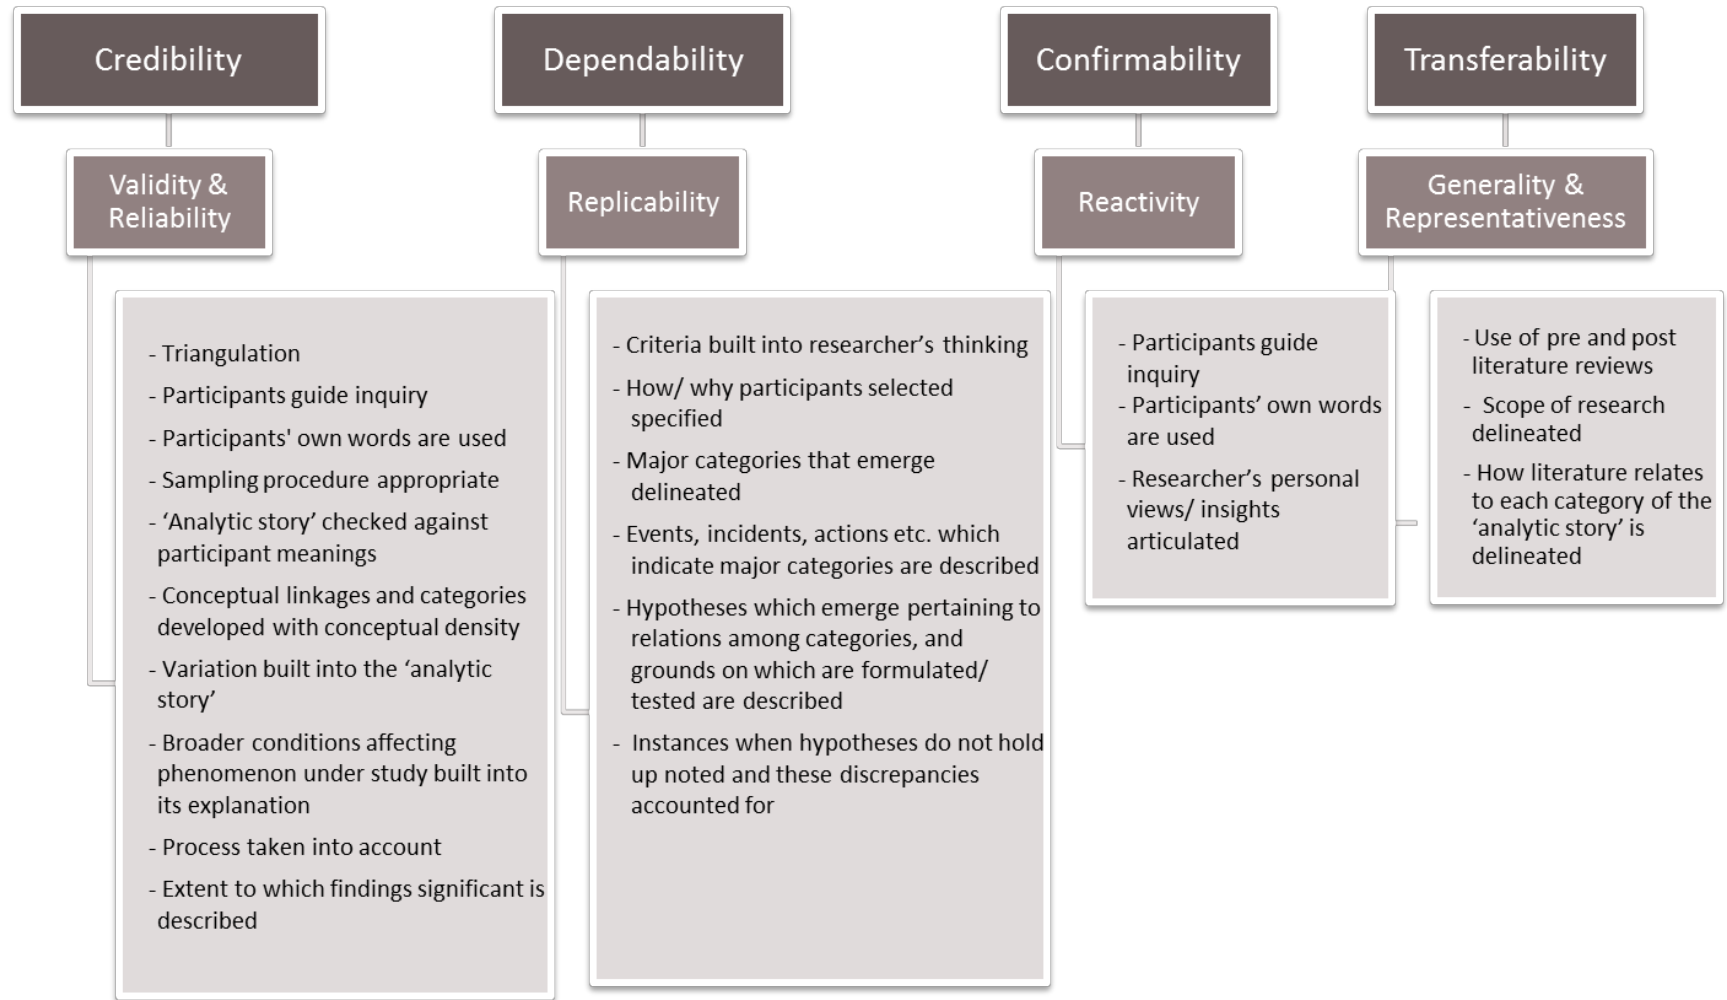 Credibility
Validity &
Reliability
- Triangulation
- Participants guide inquiry
- Participants' own words are used
- Sampling procedure appropriate
- ‘Analytic story’ checked against
participant meanings
- Conceptual linkages and categories
developed with conceptual density
- Variation built into the ‘analytic
story’
- Broader conditions affecting
phenomenon under study built into
its explanation
- Process taken into account
- Extent to which findings significant is
described
Dependability
Replicability
- Criteria built into researcher’s thinking
- How/ why participants selected
specified
- Major categories that emerge
delineated
- Events, incidents, actions etc. which
indicate major categories are described
- Hypotheses which emerge pertaining to
relations among categories, and
grounds on which are formulated/
tested are described
- Instances when hypotheses do not hold
up noted and these discrepancies
accounted for
Confirmability
Reactivity
- Participants guide
inquiry
- Participants’ own words
are used
- Researcher’s personal
views/ insights
articulated
Transferability
Generality &
Representativeness
- Use of pre and post
literature reviews
- Scope of research
delineated
- How literature relates
to each category of the
‘analytic story’ is
delineated